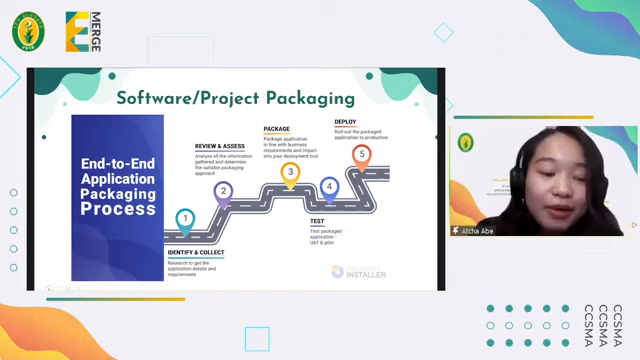 2018
MERGE
Software/Project Packaging
End-to-End
Application
Packaging
Process
REVIEW & ASSESS
Analyze all the information
gathered and determine
the suitable packaging
approach
PACKAGE
Package application
in line with business
requirements and import
into your deployment tool
DEPLOY
Roll-out the packaged
application to production
1
2
3
4
5
IDENTIFY & COLLECT
Research to get the
application details and
requirements
TEST
Test packaged
application -
UAT & pilot
INSTALLER
Atcha Abe
CCSMA
CCSMA
CCSMA